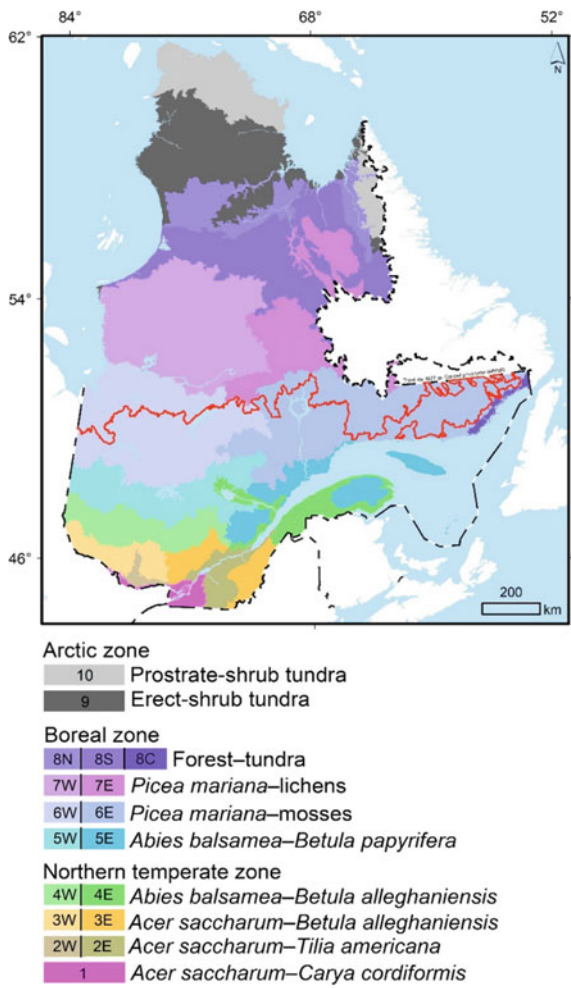 84° 68° 52°
62°
N
54°
46°
200
km
Arctic zone
10 Prostrate-shrub tundra
9 Erect-shrub tundra
Boreal zone
8N 8S 8C Forest–tundra
7W 7E Picea mariana–lichens
6W 6E Picea mariana–mosses
5W 5E Abies balsamea–Betula papyrifera
Northern temperate zone
4W 4E Abies balsamea–Betula alleghaniensis
3W 3E Acer saccharum–Betula alleghaniensis
2W 2E Acer saccharum–Tilia americana
1 Acer saccharum–Carya cordiformis